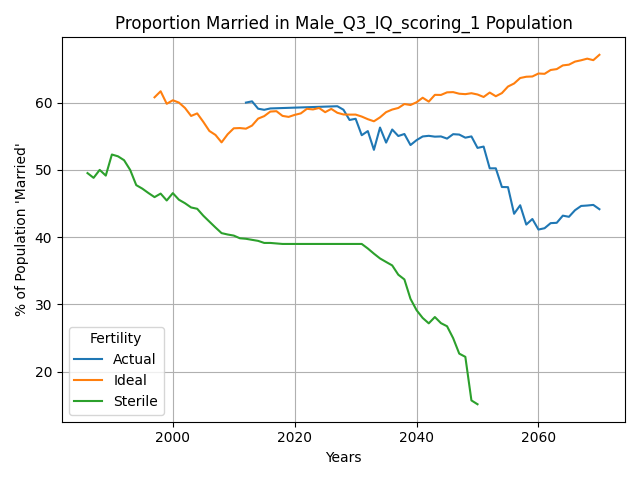 Proportion Married in Male_Q3_IQ_scoring_1 Population
% of Population 'Married'
60
50
40
30
20
Fertility
Actual
Ideal
Sterile
2000
2020
2040
2060
Years